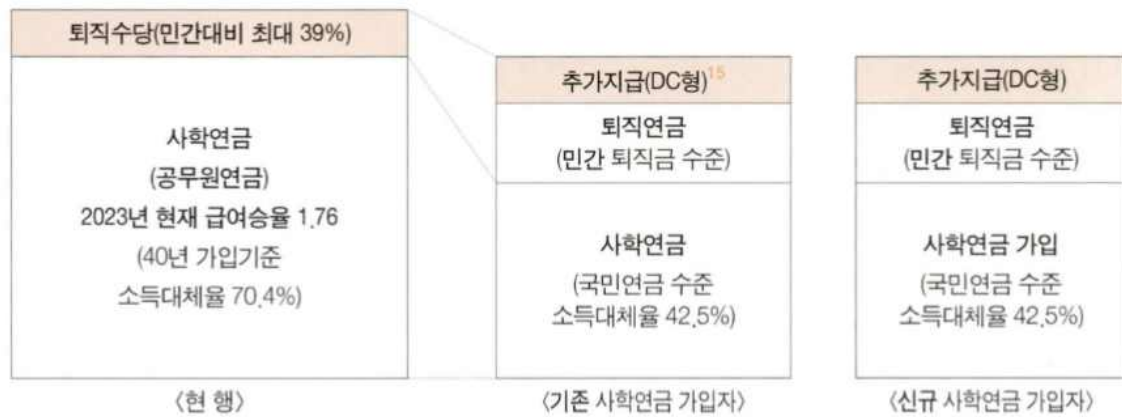 퇴직수당(민간대비 최대 39%)
사학연금
(공무원연금)
2023년 현재 급여승율 1.76
(40년 가입기준
소득대체율 70.4%)
〈현 행〉
추가지급(DC형)15
퇴직연금
(민간 퇴직금 수준)
사학연금
(국민연금 수준
소득대체율 42.5%)
〈기존 사학연금 가입자〉
추가지급(DC형)
퇴직연금
(민간 퇴직금 수준)
사학연금 가입
(국민연금 수준
소득대체율 42.5%)
〈신규 사학연금 가입자〉